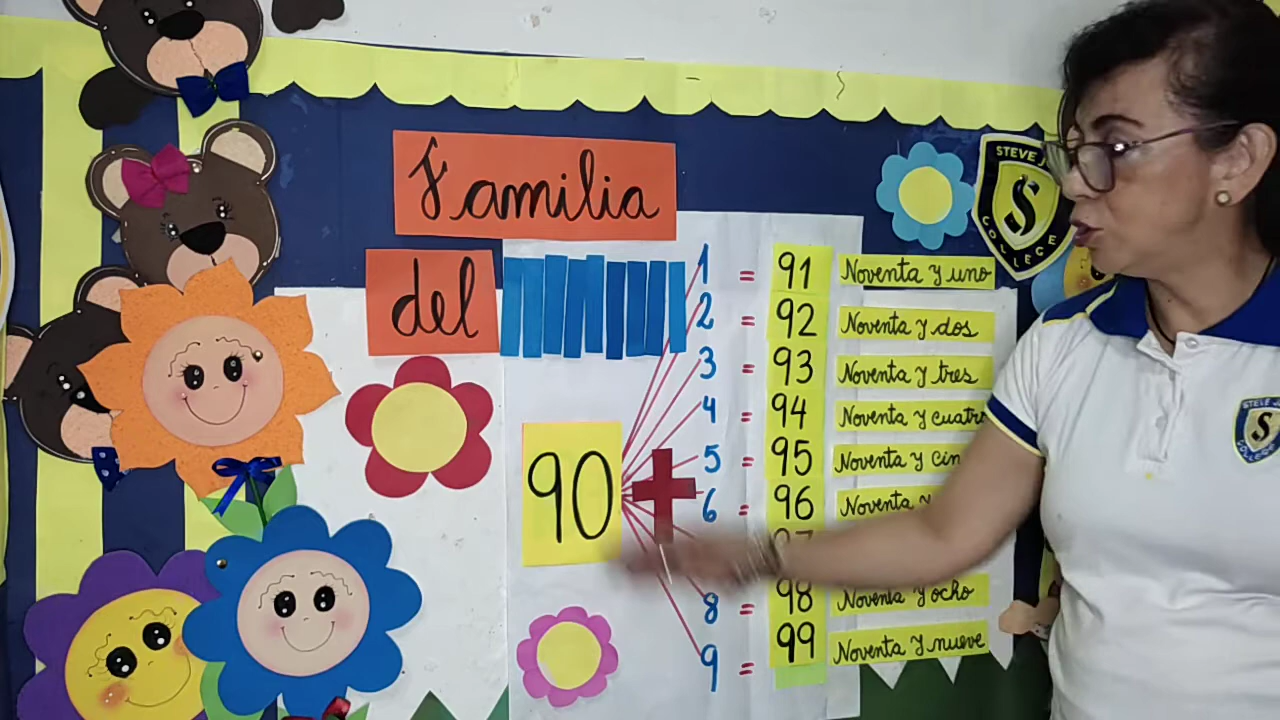 Familia
del
90 +
1 = 91 Noventa y uno
2 = 92 Noventa y dos
3 = 93 Noventa y tres
4 = 94 Noventa y cuatro
5 = 95 Noventa y
6 = 96 Noventa y
8 = 98 Noventa y ocho
9 = 99 Noventa y nueve
STEVE J
S
COLLEGE
STEVE J
S